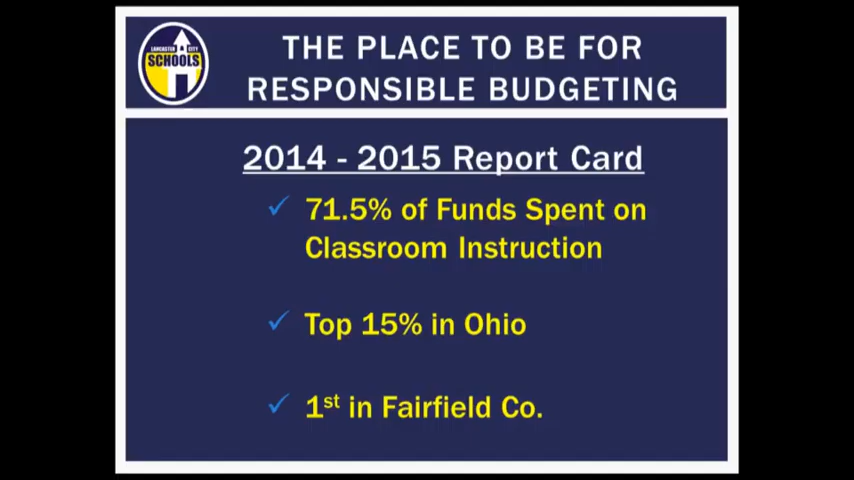 LANCASTER CITY
SCHOOLS
THE PLACE TO BE FOR
RESPONSIBLE BUDGETING
2014 - 2015 Report Card
✓ 71.5% of Funds Spent on
Classroom Instruction
✓ Top 15% in Ohio
✓ 1st in Fairfield Co.